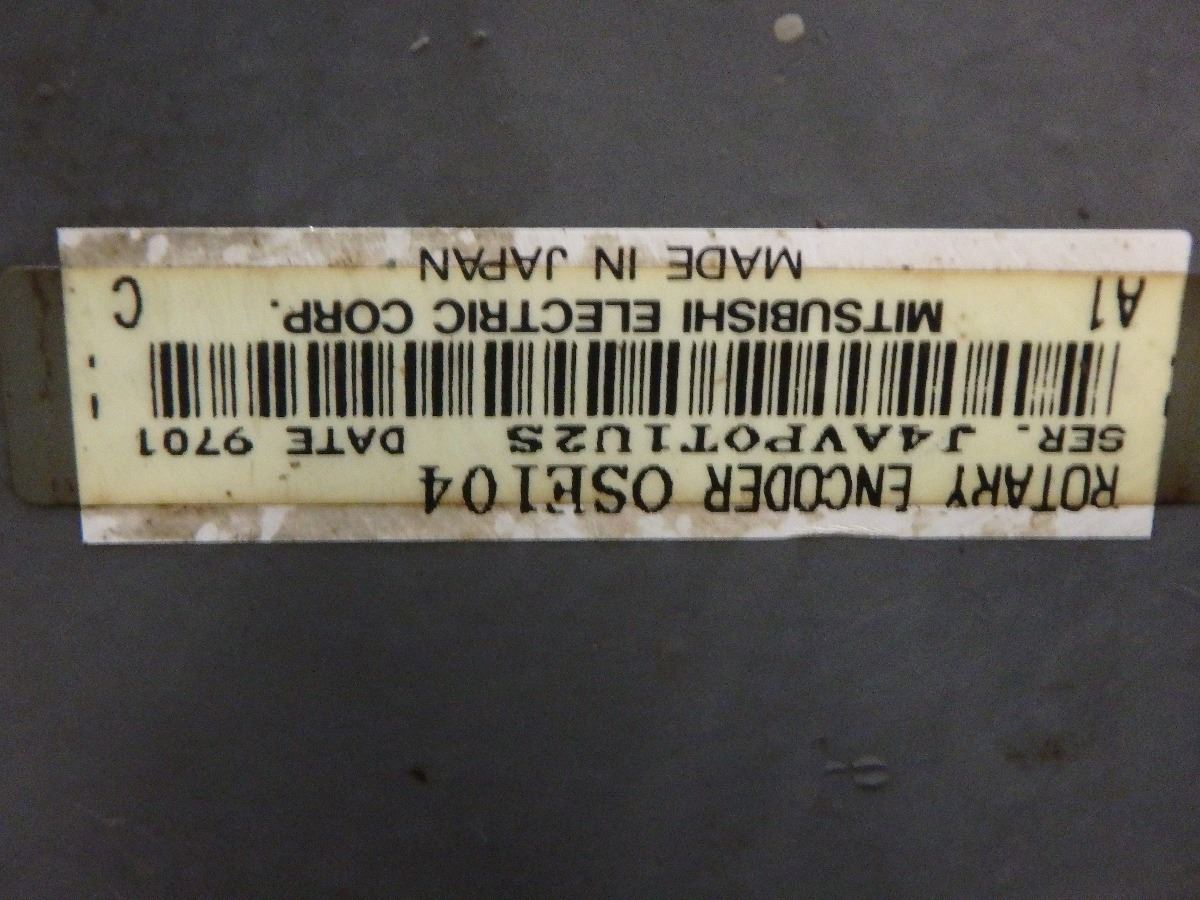 ROTARY ENCODER OSE104
SER. J4AVPOT1U2S DATE 9701
MITSUBISHI ELECTRIC CORP.
A1 MADE IN JAPAN C